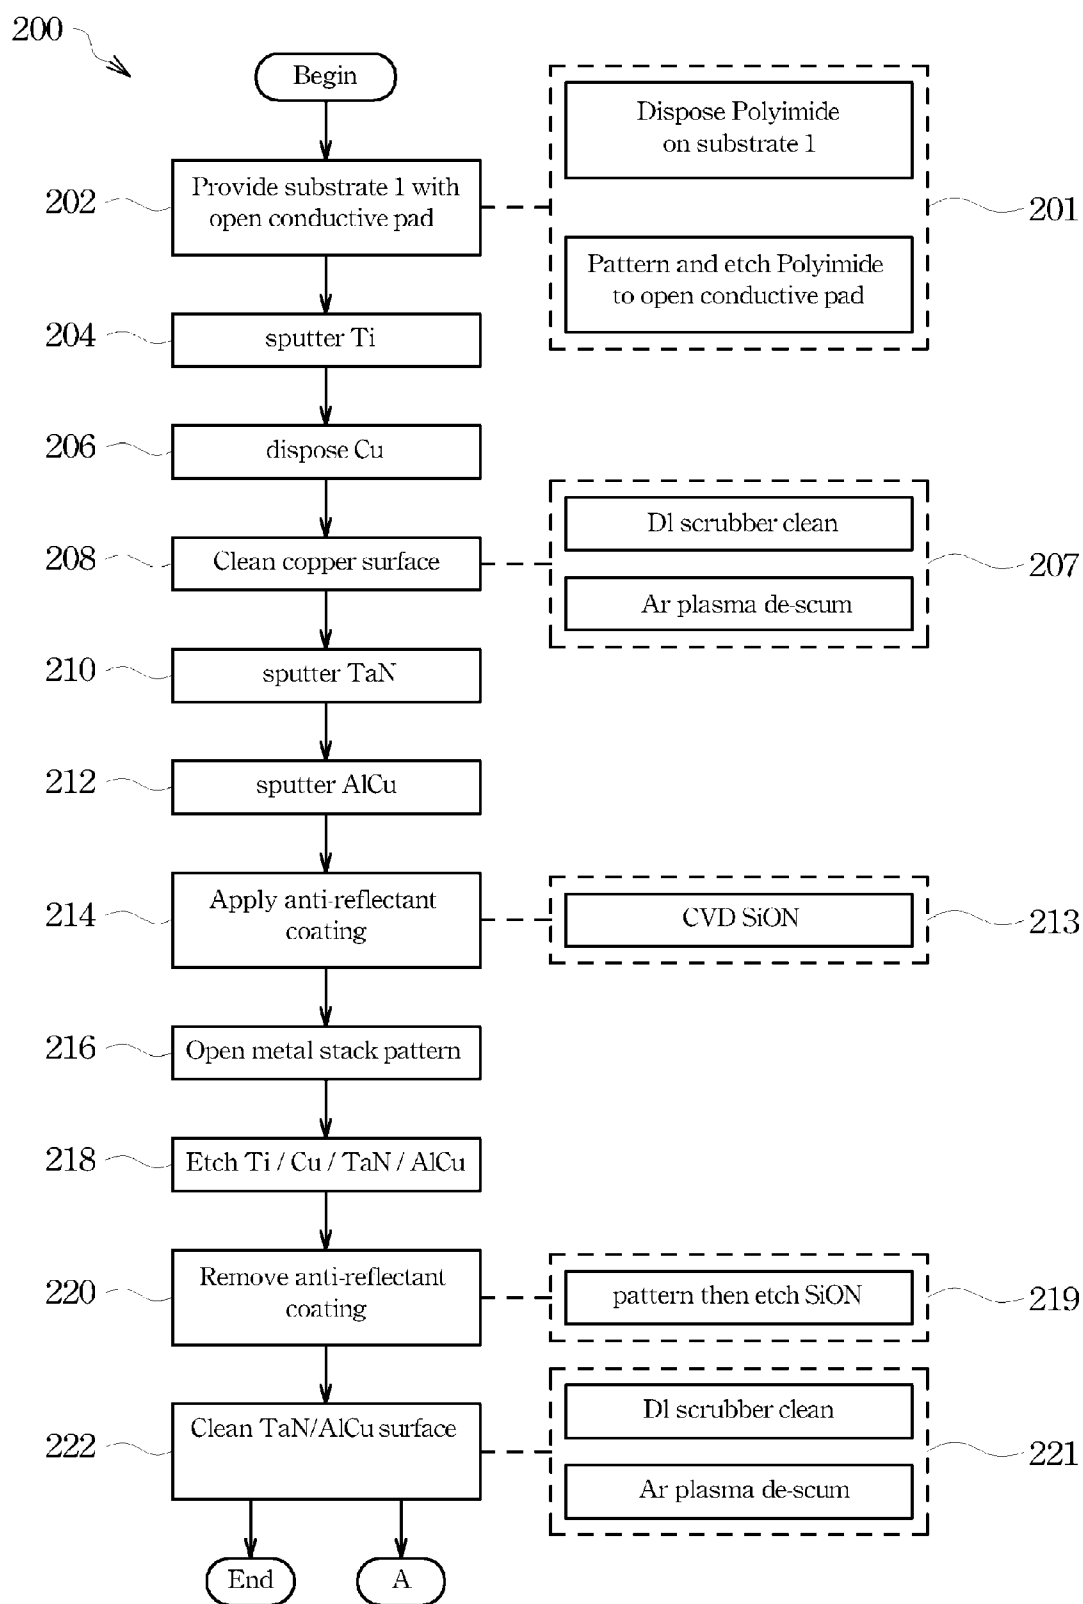 200
Begin
Dispose Polyimide
on substrate 1
202
Provide substrate 1 with
open conductive pad
201
Pattern and etch Polyimide
to open conductive pad
204
sputter Ti
206
dispose Cu
208
Clean copper surface
Dl scrubber clean
Ar plasma de-scum
207
210
sputter TaN
212
sputter AlCu
214
Apply anti-reflectant
coating
CVD SiON
213
216
Open metal stack pattern
218
Etch Ti / Cu / TaN / AlCu
220
Remove anti-reflectant
coating
pattern then etch SiON
219
222
Clean TaN/AlCu surface
Dl scrubber clean
Ar plasma de-scum
221
End
A